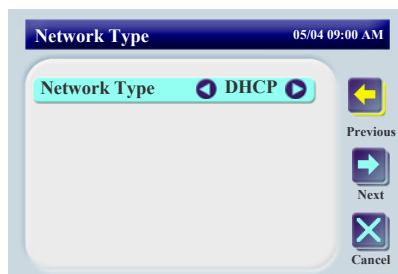 Network Type 05/04 09:00 AM
Network Type DHCP
Previous
Next
Cancel